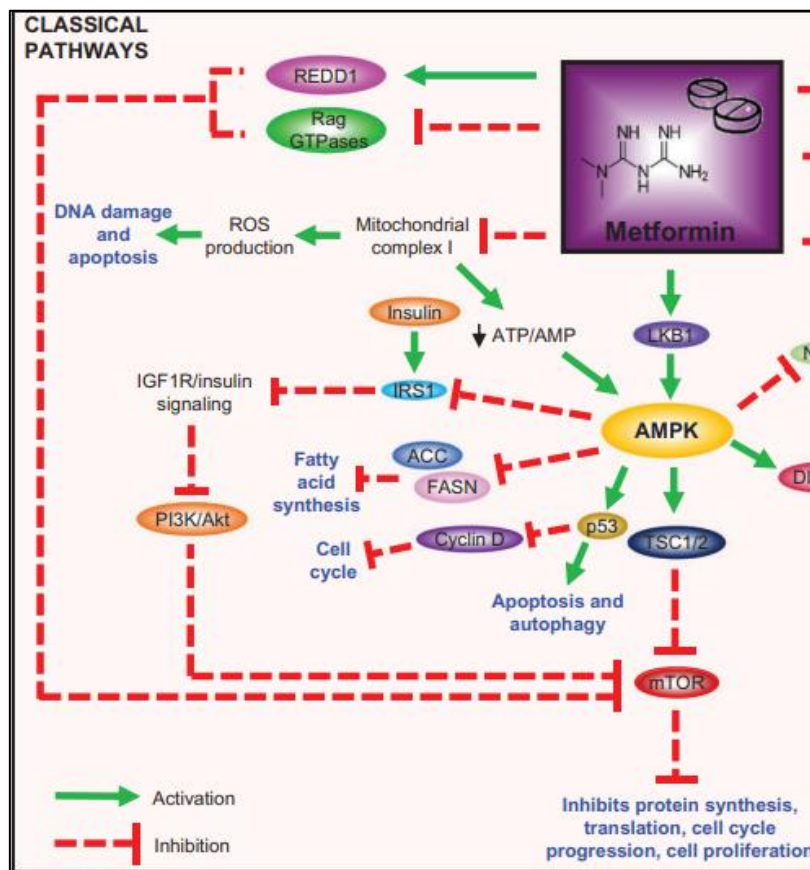 CLASSICAL
PATHWAYS
REDD1
Rag
GTPases
NH NH
N N NH₂
H
Metformin
DNA damage
and
apoptosis
ROS
production
Mitochondrial
complex I
Insulin
ATP/AMP
LKB1
IGF1R/insulin
signaling
IRS1
AMPK
Fatty
acid
synthesis
ACC
FASN
PI3K/Akt
Cell
cycle
Cyclin D
p53
TSC1/2
Apoptosis and
autophagy
mTOR
Activation
Inhibition
Inhibits protein synthesis,
translation, cell cycle
progression, cell proliferation